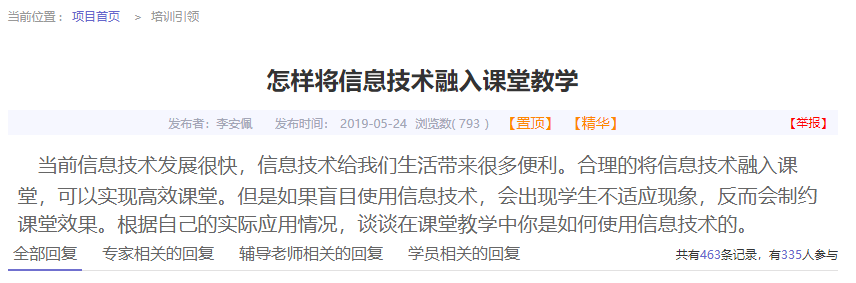 当前位置： 项目首页 > 培训引领
怎样将信息技术融入课堂教学
发布者：李安佩 发布时间： 2019-05-24 浏览数( 793 ) 【置顶】 【精华】 【举报】
当前信息技术发展很快，信息技术给我们生活带来很多便利。合理的将信息技术融入课
堂，可以实现高效课堂。但是如果盲目使用信息技术，会出现学生不适应现象，反而会制约
课堂效果。根据自己的实际应用情况，谈谈在课堂教学中你是如何使用信息技术的。
全部回复 专家相关的回复 辅导老师相关的回复 学员相关的回复 共有463条记录，有335人参与